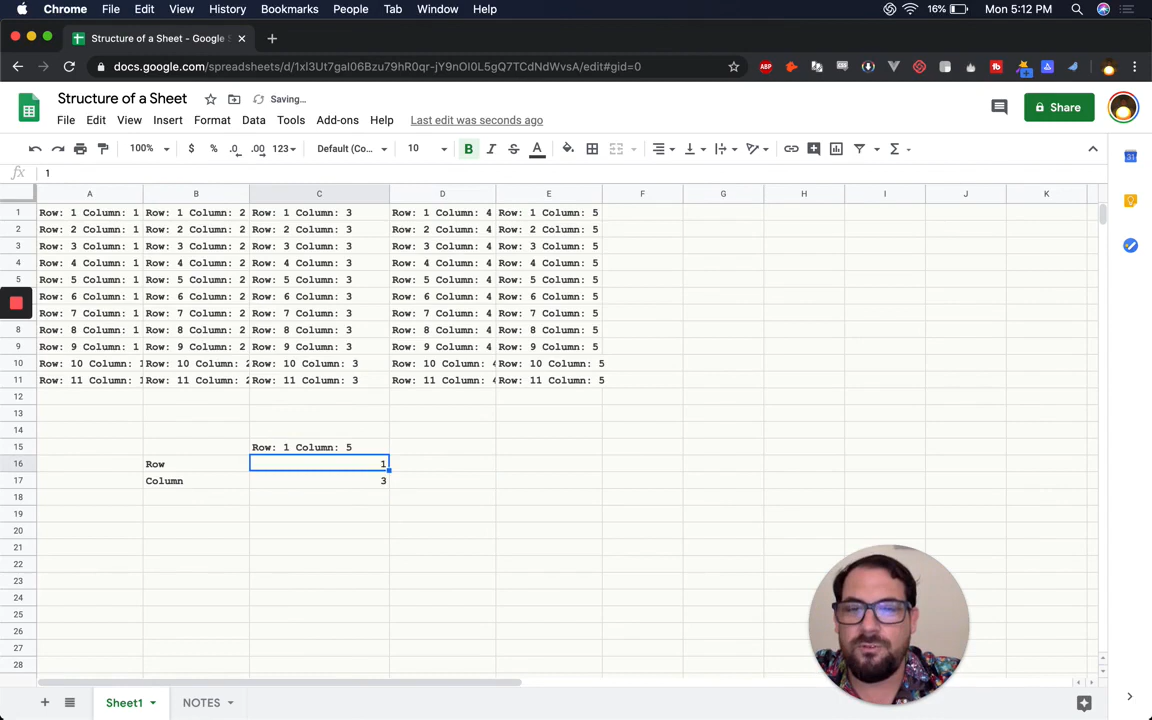 Chrome File Edit View History Bookmarks People Tab Window Help 16% Mon 5:12 PM
Structure of a Sheet - Google S
docs.google.com/spreadsheets/d/1xI3Ut7gaI06Bzu79hR0qr-jY9nOI0L5gQ7TCdNdWvsA/edit#gid=0
Structure of a Sheet Saving…
File Edit View Insert Format Data Tools Add-ons Help Last edit was seconds ago
Share
100% $ % .0 .00 123 Default (Co... 10 B I S A
fx 1
A B C D E F G H I J K
1 Row: 1 Column: 1 Row: 1 Column: 2 Row: 1 Column: 3 Row: 1 Column: 4 Row: 1 Column: 5
2 Row: 2 Column: 1 Row: 2 Column: 2 Row: 2 Column: 3 Row: 2 Column: 4 Row: 2 Column: 5
3 Row: 3 Column: 1 Row: 3 Column: 2 Row: 3 Column: 3 Row: 3 Column: 4 Row: 3 Column: 5
4 Row: 4 Column: 1 Row: 4 Column: 2 Row: 4 Column: 3 Row: 4 Column: 4 Row: 4 Column: 5
5 Row: 5 Column: 1 Row: 5 Column: 2 Row: 5 Column: 3 Row: 5 Column: 4 Row: 5 Column: 5
Row: 6 Column: 1 Row: 6 Column: 2 Row: 6 Column: 3 Row: 6 Column: 4 Row: 6 Column: 5
Row: 7 Column: 1 Row: 7 Column: 2 Row: 7 Column: 3 Row: 7 Column: 4 Row: 7 Column: 5
8 Row: 8 Column: 1 Row: 8 Column: 2 Row: 8 Column: 3 Row: 8 Column: 4 Row: 8 Column: 5
9 Row: 9 Column: 1 Row: 9 Column: 2 Row: 9 Column: 3 Row: 9 Column: 4 Row: 9 Column: 5
10 Row: 10 Column: Row: 10 Column: Row: 10 Column: 3 Row: 10 Column: Row: 10 Column: 5
11 Row: 11 Column: Row: 11 Column: Row: 11 Column: 3 Row: 11 Column: Row: 11 Column: 5
12
13
14
15 Row: 1 Column: 5
16 Row 1
17 Column 3
18
19
20
21
22
23
24
25
26
27
28
Sheet1 NOTES